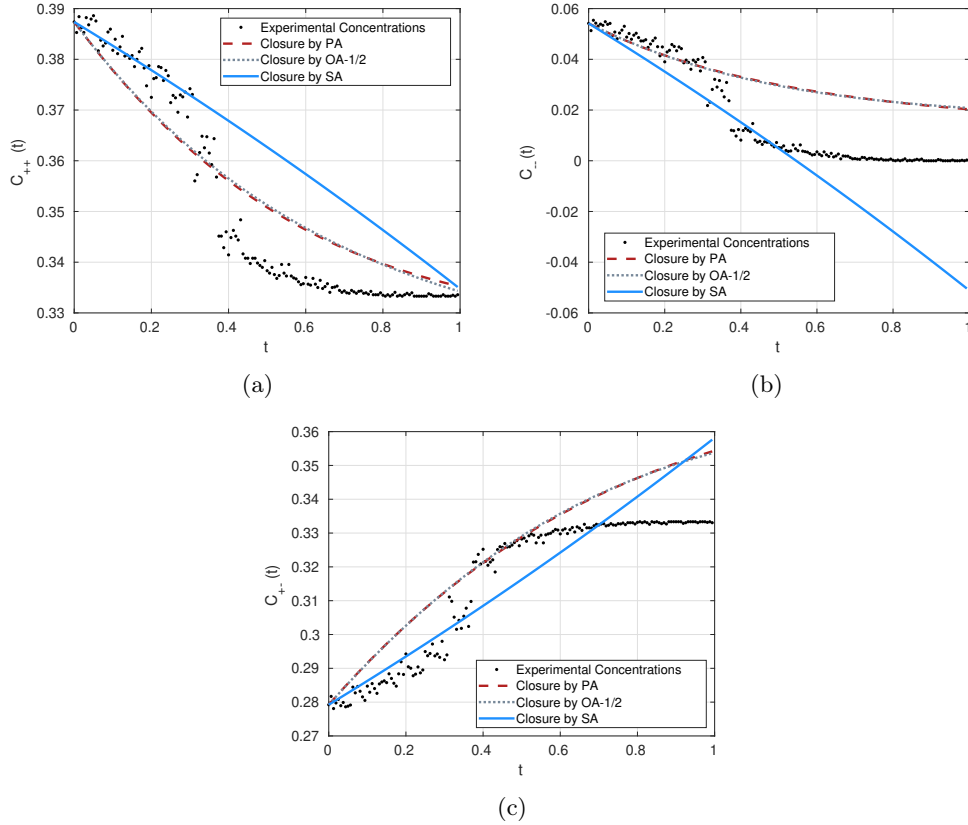 0.39
0.38
0.37
0.36
0.35
0.34
0.33
C++ (t)
0 0.2 0.4 0.6 0.8 1
t
Experimental Concentrations
Closure by PA
Closure by OA-1/2
Closure by SA
(a)
0.06
0.04
0.02
0
-0.02
-0.04
-0.06
C-- (t)
0 0.2 0.4 0.6 0.8 1
t
Experimental Concentrations
Closure by PA
Closure by OA-1/2
Closure by SA
(b)
0.36
0.35
0.34
0.33
0.32
0.31
0.3
0.29
0.28
0.27
C+- (t)
0 0.2 0.4 0.6 0.8 1
t
Experimental Concentrations
Closure by PA
Closure by OA-1/2
Closure by SA
(c)